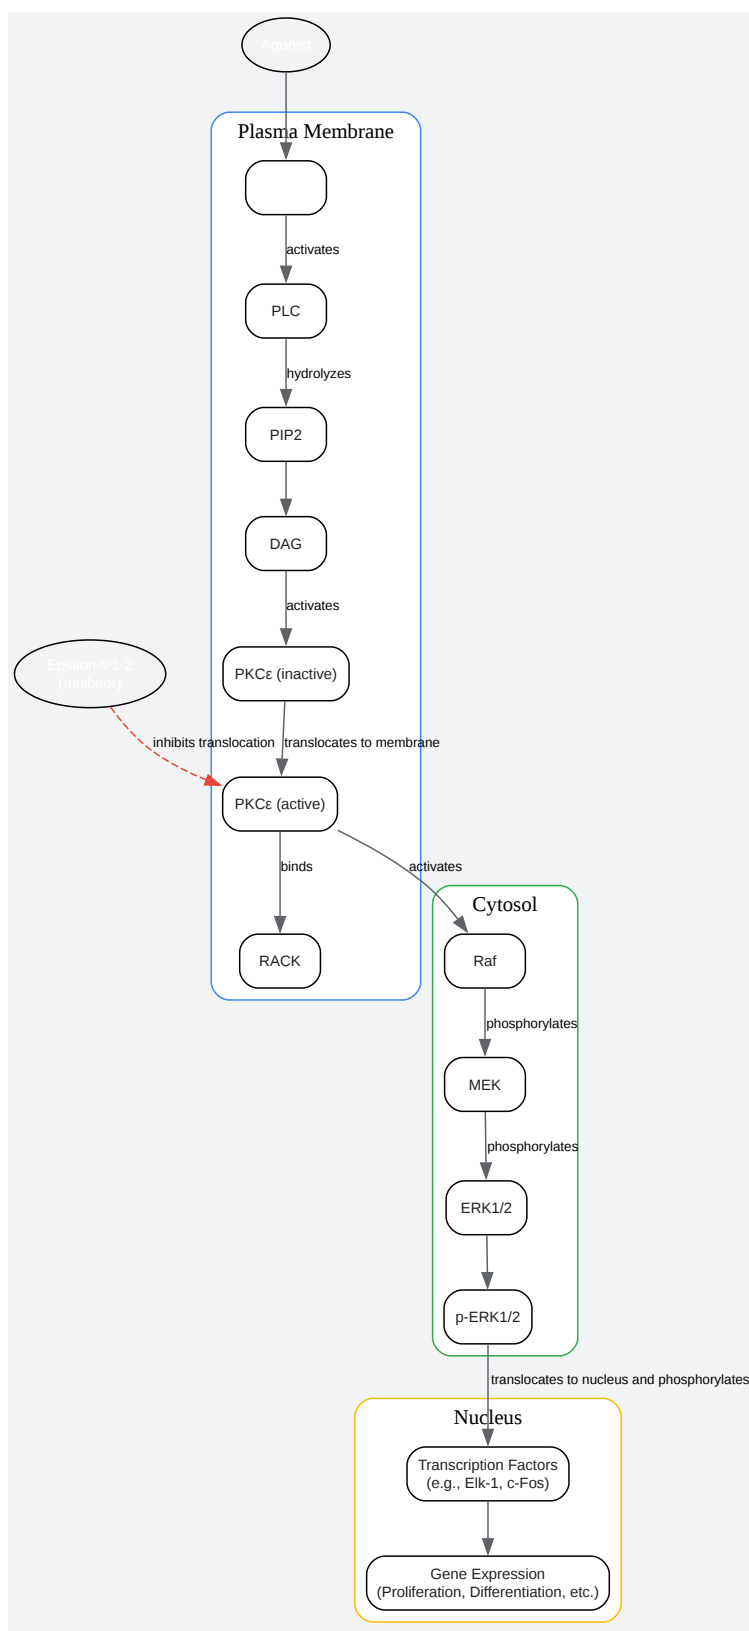 Agonist
Plasma Membrane
activates
PLC
hydrolyzes
PIP2
DAG
activates
Epsilon-V1-2
(Inhibitor)
PKCε (inactive)
inhibits translocation
translocates to membrane
PKCε (active)
binds
activates
Cytosol
RACK
Raf
phosphorylates
MEK
phosphorylates
ERK1/2
p-ERK1/2
translocates to nucleus and phosphorylates
Nucleus
Transcription Factors
(e.g., Elk-1, c-Fos)
Gene Expression
(Proliferation, Differentiation, etc.)